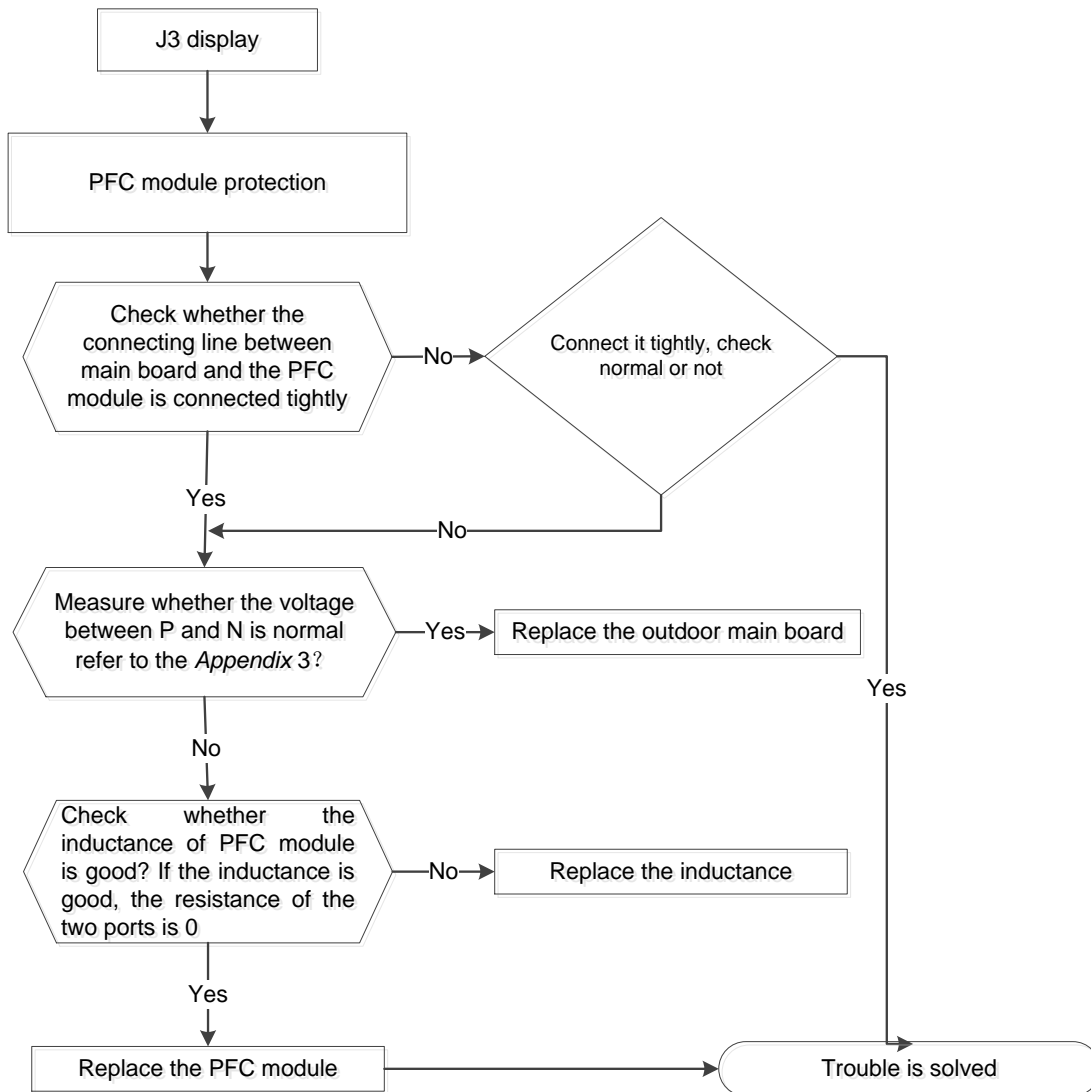 J3 display
PFC module protection
Check whether the
connecting line between
main board and the PFC
module is connected tightly
No
Connect it tightly, check
normal or not
Yes
No
Measure whether the voltage
between P and N is normal
refer to the Appendix 3？
Yes
Replace the outdoor main board
Yes
No
Check whether the
inductance of PFC module
is good? If the inductance is
good, the resistance of the
two ports is 0
No
Replace the inductance
Yes
Replace the PFC module
Trouble is solved